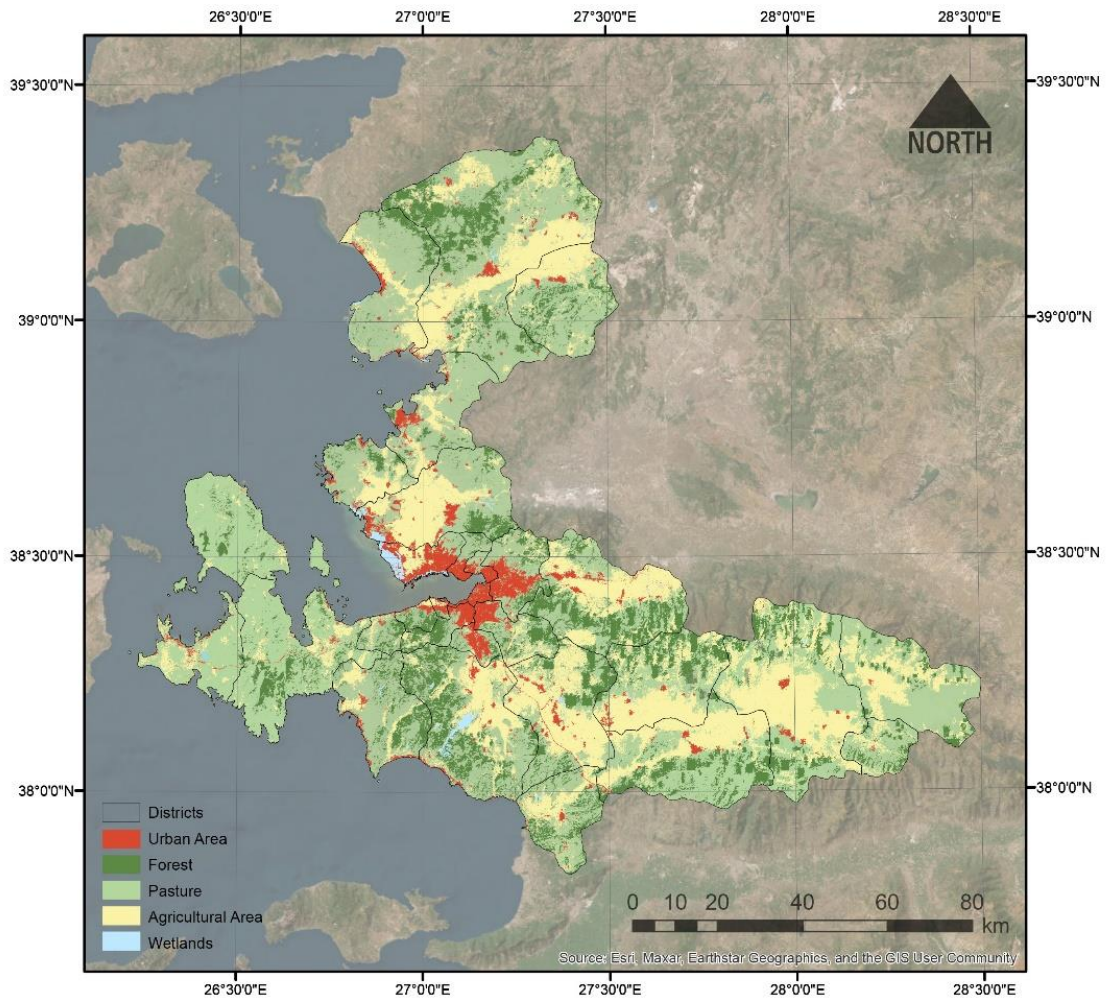 26°30'0"E 27°0'0"E 27°30'0"E 28°0'0"E 28°30'0"E
39°30'0"N 39°30'0"N
NORTH
39°0'0"N 39°0'0"N
38°30'0"N 38°30'0"N
38°0'0"N 38°0'0"N
Districts
Urban Area
Forest
Pasture
Agricultural Area
Wetlands
0 10 20 40 60 80
km
Source: Esri, Maxar, Earthstar Geographics, and the GIS User Community
26°30'0"E 27°0'0"E 27°30'0"E 28°0'0"E 28°30'0"E